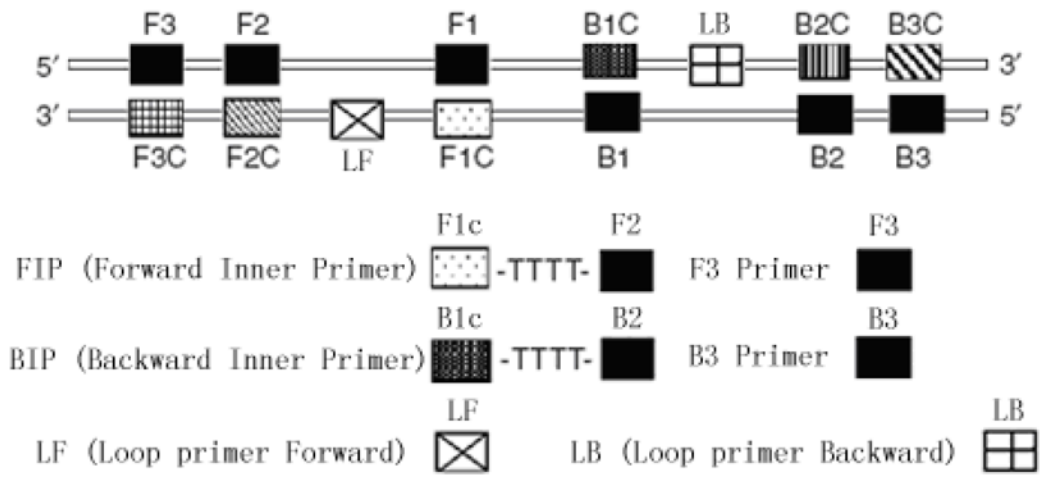 F3 F2 F1 B1C LB B2C B3C
5′ 3′
3′ 5′
F3C F2C LF F1C B1 B2 B3
F1c F2 F3
FIP (Forward Inner Primer) -TTTT- F3 Primer
B1c B2 B3
BIP (Backward Inner Primer) -TTTT- B3 Primer
LF LB
LF (Loop primer Forward) LB (Loop primer Backward)